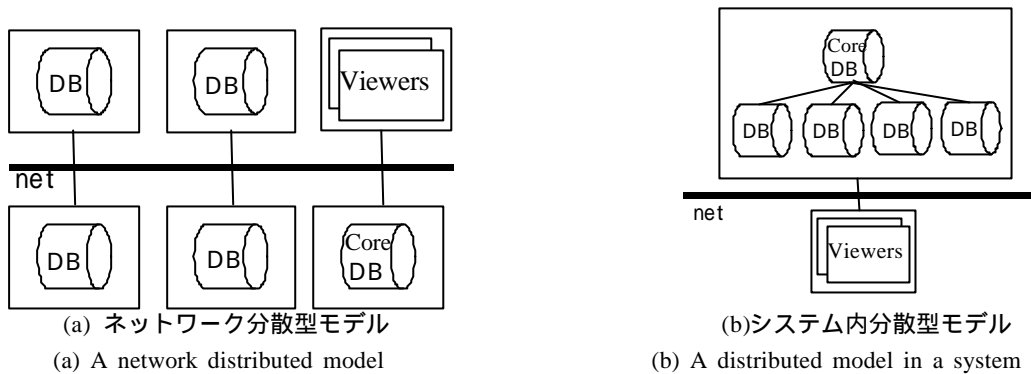 DB
DB
Viewers
net
DB
DB
Core
DB
(a) ネットワーク分散型モデル
(a) A network distributed model
Core
DB
DB
DB
DB
DB
net
Viewers
(b)システム内分散型モデル
(b) A distributed model in a system